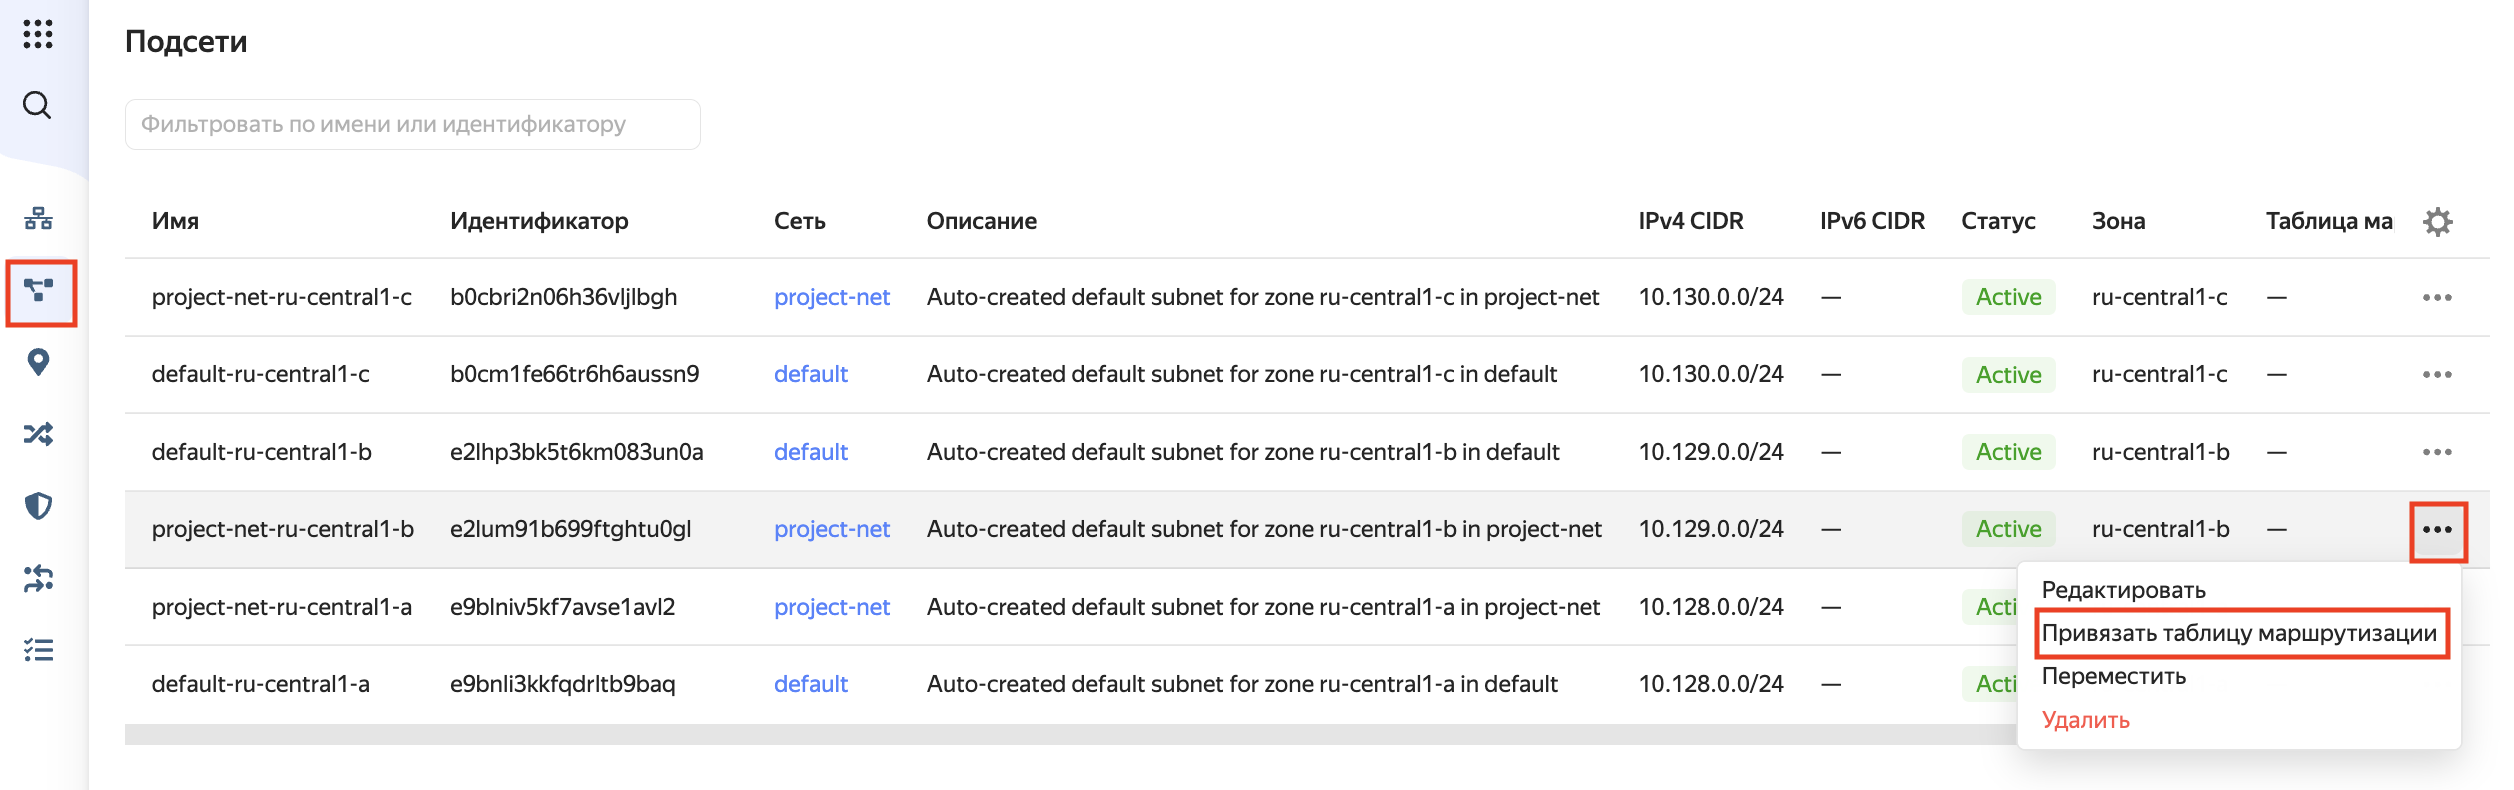 Подсети
Фильтровать по имени или идентификатору
Имя Идентификатор Сеть Описание IPv4 CIDR IPv6 CIDR Статус Зона Таблица ма
project-net-ru-central1-c b0cbri2n06h36vljlbgh project-net Auto-created default subnet for zone ru-central1-c in project-net 10.130.0.0/24 — Active ru-central1-c —
default-ru-central1-c b0cm1fe66tr6h6aussn9 default Auto-created default subnet for zone ru-central1-c in default 10.130.0.0/24 — Active ru-central1-c —
default-ru-central1-b e2lhp3bk5t6km083un0a default Auto-created default subnet for zone ru-central1-b in default 10.129.0.0/24 — Active ru-central1-b —
project-net-ru-central1-b e2lum91b699ftghtu0gl project-net Auto-created default subnet for zone ru-central1-b in project-net 10.129.0.0/24 — Active ru-central1-b —
project-net-ru-central1-a e9blniv5kf7avse1avl2 project-net Auto-created default subnet for zone ru-central1-a in project-net 10.128.0.0/24 — Acti
default-ru-central1-a e9bnli3kkfqdrltb9baq default Auto-created default subnet for zone ru-central1-a in default 10.128.0.0/24 — Acti
Редактировать
Привязать таблицу маршрутизации
Переместить
Удалить